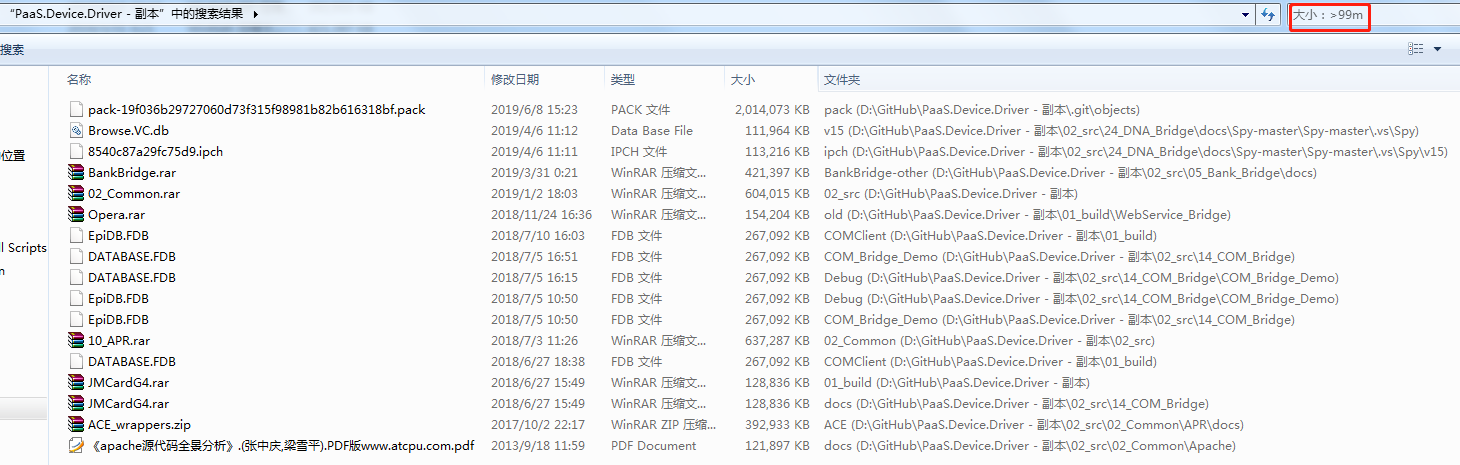 “PaaS.Device.Driver - 副本”中的搜索结果
大小：>99m
搜索
名称 修改日期 类型 大小 文件夹
pack-19f036b29727060d73f315f98981b82b616318bf.pack 2019/6/8 15:23 PACK 文件 2,014,073 KB pack (D:\GitHub\PaaS.Device.Driver - 副本\.git\objects)
Browse.VC.db 2019/4/6 11:12 Data Base File 111,964 KB v15 (D:\GitHub\PaaS.Device.Driver - 副本\02_src\24_DNA_Bridge\docs\Spy-master\Spy-master\.vs\Spy)
位置 8540c87a29fc75d9.ipch 2019/4/6 11:11 IPCH 文件 113,216 KB ipch (D:\GitHub\PaaS.Device.Driver - 副本\02_src\24_DNA_Bridge\docs\Spy-master\Spy-master\.vs\Spy\v15)
BankBridge.rar 2019/3/31 0:21 WinRAR 压缩文... 421,397 KB BankBridge-other (D:\GitHub\PaaS.Device.Driver - 副本\02_src\05_Bank_Bridge\docs)
02_Common.rar 2019/1/2 18:03 WinRAR 压缩文... 604,015 KB 02_src (D:\GitHub\PaaS.Device.Driver - 副本)
Opera.rar 2018/11/24 16:36 WinRAR 压缩文... 154,204 KB old (D:\GitHub\PaaS.Device.Driver - 副本\01_build\WebService_Bridge)
EpiDB.FDB 2018/7/10 16:03 FDB 文件 267,092 KB COMClient (D:\GitHub\PaaS.Device.Driver - 副本\01_build)
ll Scripts DATABASE.FDB 2018/7/5 16:51 FDB 文件 267,092 KB COM_Bridge_Demo (D:\GitHub\PaaS.Device.Driver - 副本\02_src\14_COM_Bridge)
DATABASE.FDB 2018/7/5 16:15 FDB 文件 267,092 KB Debug (D:\GitHub\PaaS.Device.Driver - 副本\02_src\14_COM_Bridge\COM_Bridge_Demo)
EpiDB.FDB 2018/7/5 10:50 FDB 文件 267,092 KB Debug (D:\GitHub\PaaS.Device.Driver - 副本\02_src\14_COM_Bridge\COM_Bridge_Demo)
EpiDB.FDB 2018/7/5 10:50 FDB 文件 267,092 KB COM_Bridge_Demo (D:\GitHub\PaaS.Device.Driver - 副本\02_src\14_COM_Bridge)
10_APR.rar 2018/7/3 11:26 WinRAR 压缩文... 637,287 KB 02_Common (D:\GitHub\PaaS.Device.Driver - 副本\02_src)
DATABASE.FDB 2018/6/27 18:38 FDB 文件 267,092 KB COMClient (D:\GitHub\PaaS.Device.Driver - 副本\01_build)
JMCardG4.rar 2018/6/27 15:49 WinRAR 压缩文... 128,836 KB 01_build (D:\GitHub\PaaS.Device.Driver - 副本)
JMCardG4.rar 2018/6/27 15:49 WinRAR 压缩文... 128,836 KB docs (D:\GitHub\PaaS.Device.Driver - 副本\02_src\14_COM_Bridge)
ACE_wrappers.zip 2017/10/2 22:17 WinRAR ZIP 压缩... 392,933 KB ACE (D:\GitHub\PaaS.Device.Driver - 副本\02_src\02_Common\APR\docs)
《apache源代码全景分析》.(张中庆,梁雪平).PDF版www.atcpu.com.pdf 2013/9/18 11:59 PDF Document 121,897 KB docs (D:\GitHub\PaaS.Device.Driver - 副本\02_src\02_Common\Apache)